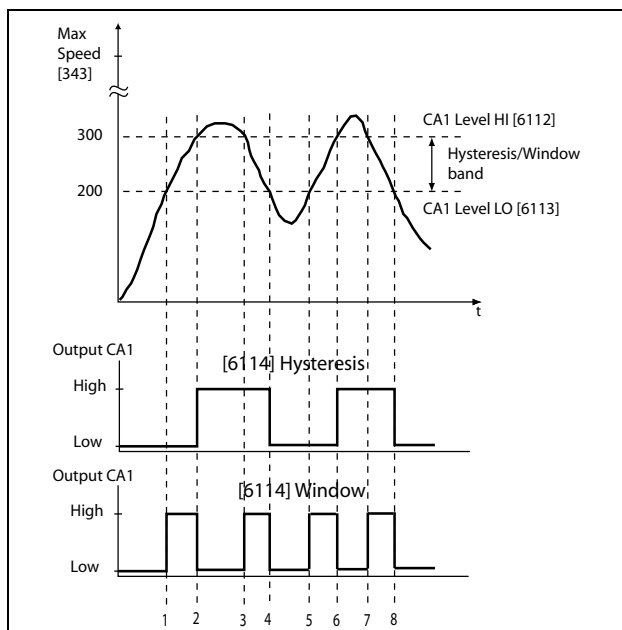 Max
Speed
[343]
300
200
CA1 Level HI [6112]
Hysteresis/Window
band
CA1 Level LO [6113]
t
Output CA1
[6114] Hysteresis
High
Low
Output CA1
[6114] Window
High
Low
1 2 3 4 5 6 7 8